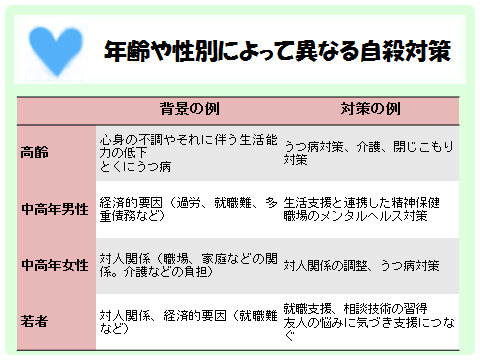 年齢や性別によって異なる自殺対策
背景の例
対策の例
高齢
心身の不調やそれに伴う生活能
力の低下
とくにうつ病
うつ病対策、介護、閉じこもり
対策
中高年男性
経済的要因（過労、就職難、多
重債務など）
生活支援と連携した精神保健
職場のメンタルヘルス対策
中高年女性
対人関係（職場、家庭などの関
係。介護などの負担）
対人関係の調整、うつ病対策
若者
対人関係、経済的要因（就職難
など）
就職支援、相談技術の習得
友人の悩みに気づき支援につな
ぐ